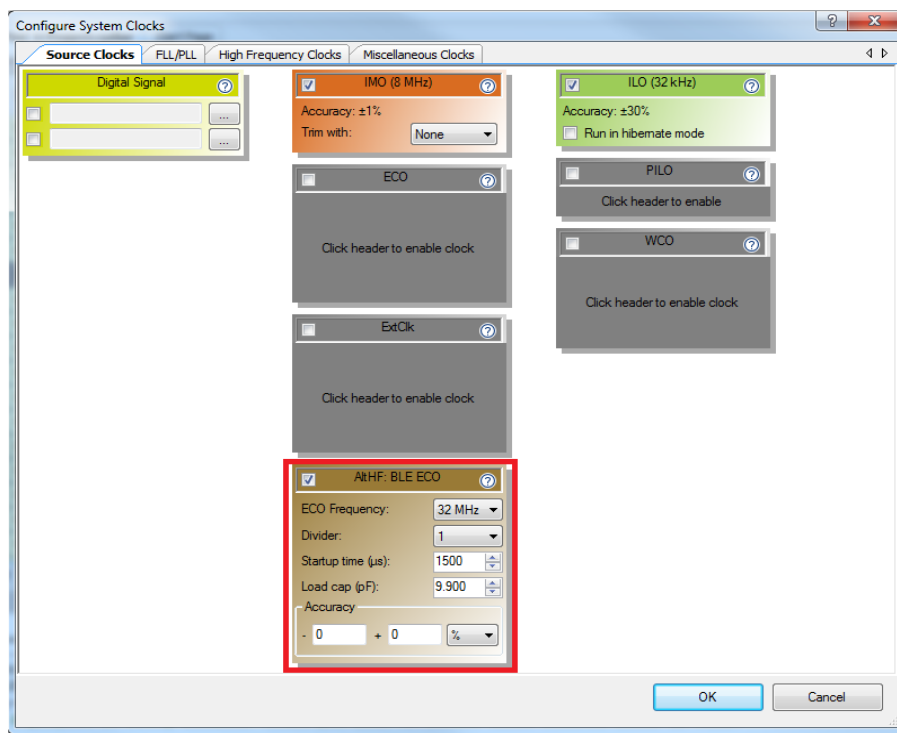 Configure System Clocks
Source Clocks
FLL/PLL
High Frequency Clocks
Miscellaneous Clocks
Digital Signal
...
...
IMO (8 MHz)
Accuracy: ±1%
Trim with:
None
ECO
Click header to enable clock
ExtClk
Click header to enable clock
AltHF: BLE ECO
ECO Frequency:
32 MHz
Divider:
1
Startup time (µs):
1500
Load cap (pF):
9.900
Accuracy
- 0 + 0 %
ILO (32 kHz)
Accuracy: ±30%
Run in hibernate mode
PILO
Click header to enable
WCO
Click header to enable clock
OK
Cancel